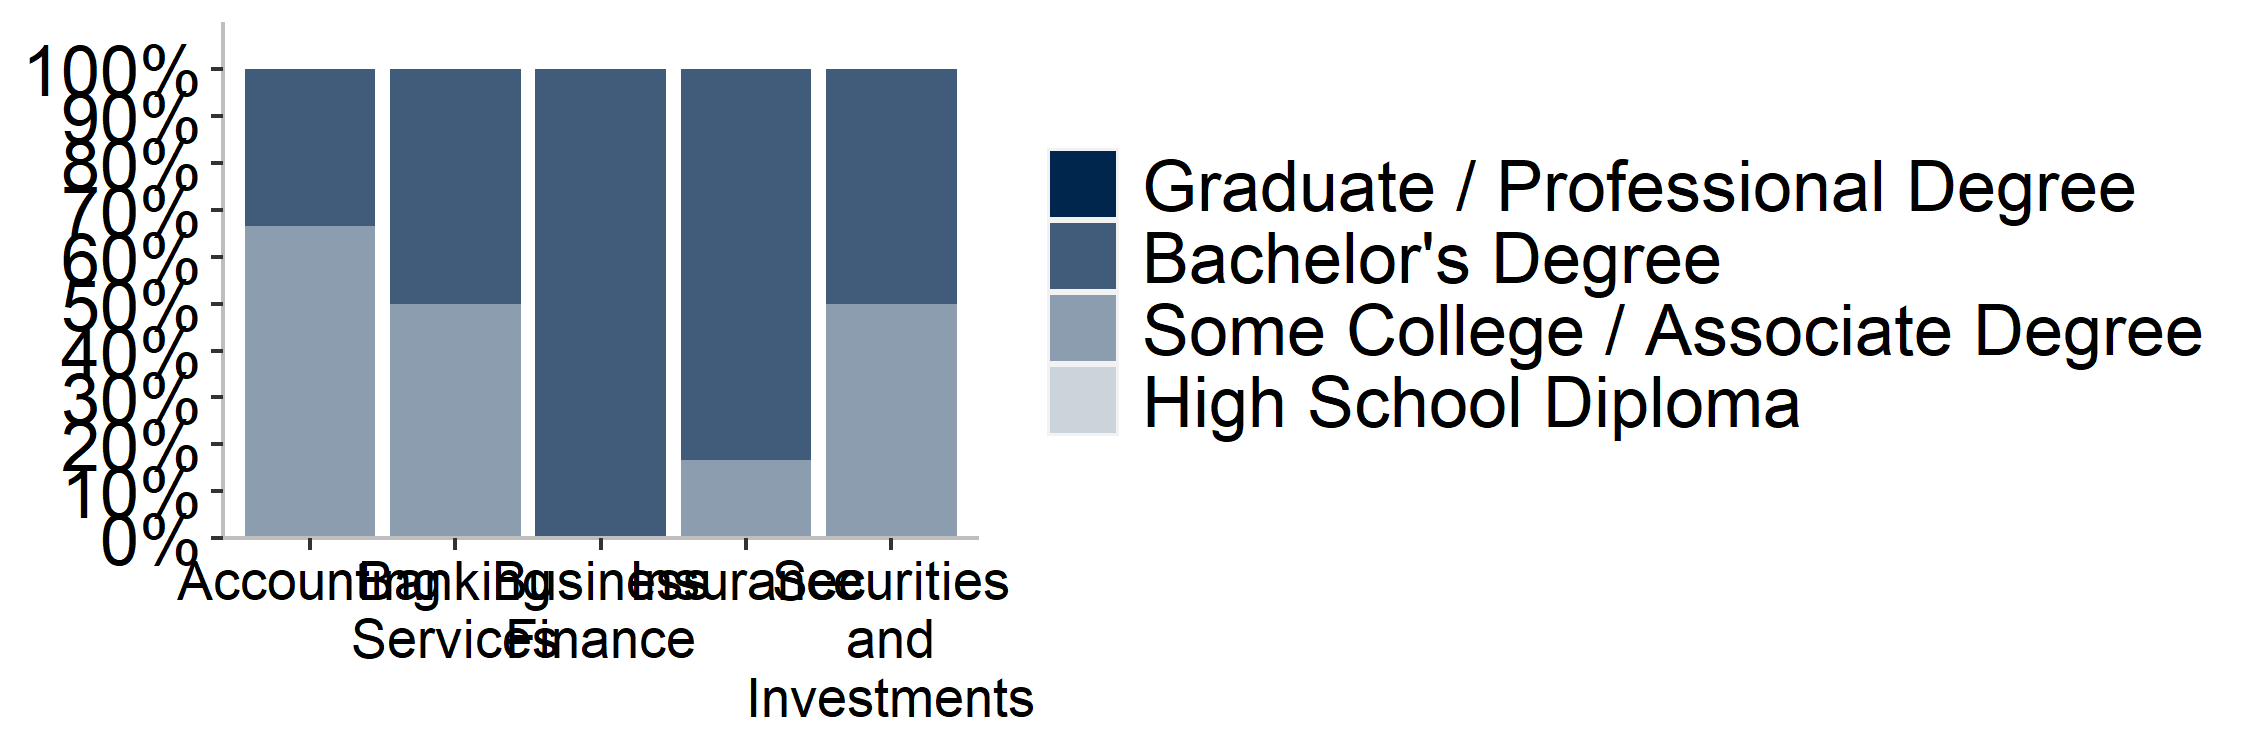 100%
90%
80%
70%
60%
50%
40%
30%
20%
10%
0%
Accounting
Banking
Services
Business
Finance
Insurance
Securities
and
Investments
Graduate / Professional Degree
Bachelor's Degree
Some College / Associate Degree
High School Diploma